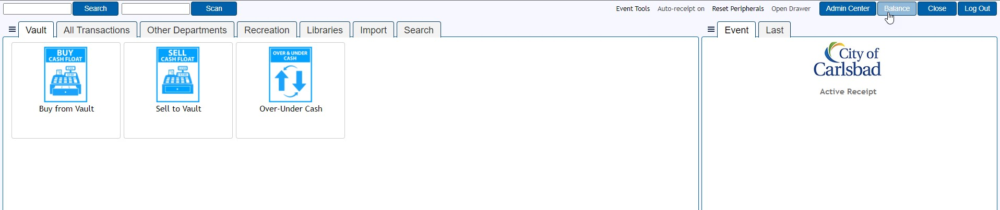 Search Scan Event Tools Auto-receipt on Reset Peripherals Open Drawer Admin Center Balance Close Log Out
Vault All Transactions Other Departments Recreation Libraries Import Search Event Last
BUY
CASH FLOAT
Buy from Vault
SELL
CASH FLOAT
Sell to Vault
OVER & UNDER
CASH
Over-Under Cash
City of
Carlsbad
Active Receipt